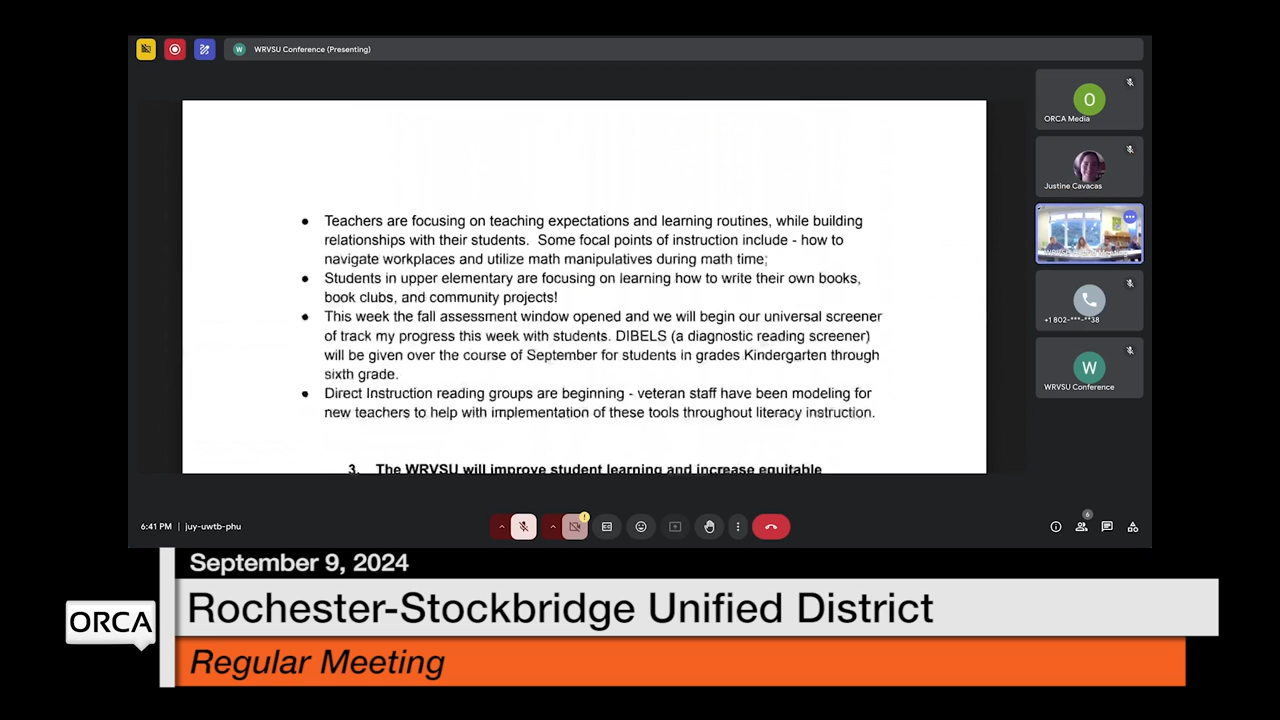 WRVSU Conference (Presenting)
W
O
ORCA Media
Justine Cavacas
+1 802-***-**38
W
WRVSU Conference
Teachers are focusing on teaching expectations and learning routines, while building
relationships with their students. Some focal points of instruction include - how to
navigate workplaces and utilize math manipulatives during math time;
Students in upper elementary are focusing on learning how to write their own books,
book clubs, and community projects!
This week the fall assessment window opened and we will begin our universal screener
of track my progress this week with students. DIBELS (a diagnostic reading screener)
will be given over the course of September for students in grades Kindergarten through
sixth grade.
Direct Instruction reading groups are beginning - veteran staff have been modeling for
new teachers to help with implementation of these tools throughout literacy instruction.
3. The WRVSU will improve student learning and increase equitable
6:41 PM | juy-uwtb-phu
6
September 9, 2024
ORCA
Rochester-Stockbridge Unified District
Regular Meeting